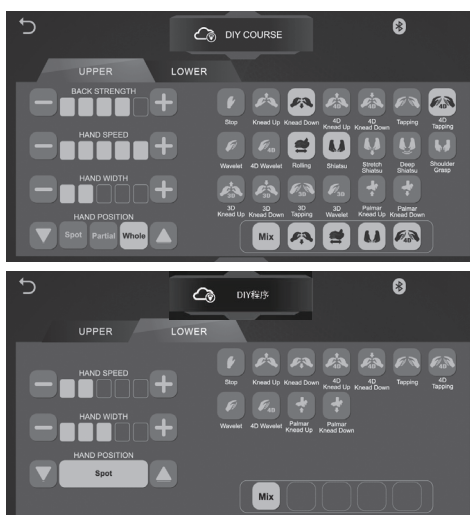 DIY COURSE
UPPER
LOWER
BACK STRENGTH
HAND SPEED
HAND WIDTH
HAND POSITION
Spot
Partial
Whole
Stop
Knead Up
Knead Down
4D
Knead Up
4D
Knead Down
Tapping
4D
4D
Tapping
Wavelet
4D Wavelet
Rolling
Shiatsu
Stretch
Shiatsu
Deep
Shiatsu
Shoulder
Grasp
3D
Knead Up
3D
Knead Down
3D
Tapping
3D
Wavelet
Palmar
Knead Up
Palmar
Knead Down
Mix
4D
DIY程序
UPPER
LOWER
HAND SPEED
HAND WIDTH
HAND POSITION
Spot
Stop
Knead Up
Knead Down
4D
Knead Up
4D
Knead Down
Tapping
4D
Tapping
Wavelet
4D Wavelet
Palmar
Knead Up
Palmar
Knead Down
Mix